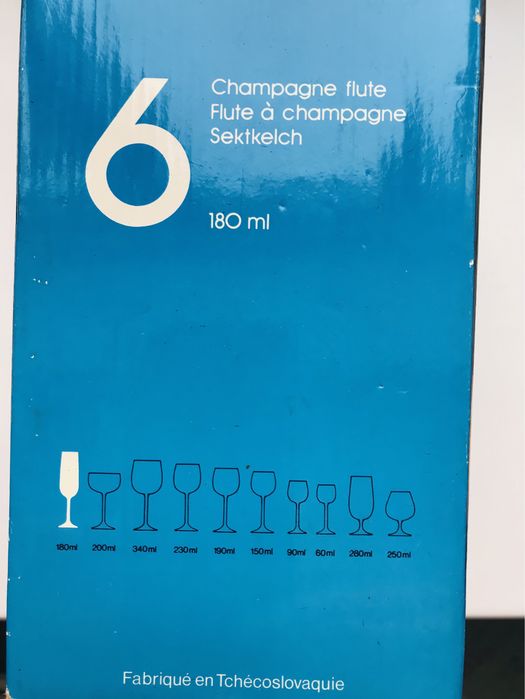 6
Champagne flute
Flute à champagne
Sektkelch
180 ml
180ml 200ml 340ml 230ml 190ml 150ml 90ml 60ml 280ml 250ml
Fabriqué en Tchécoslovaquie